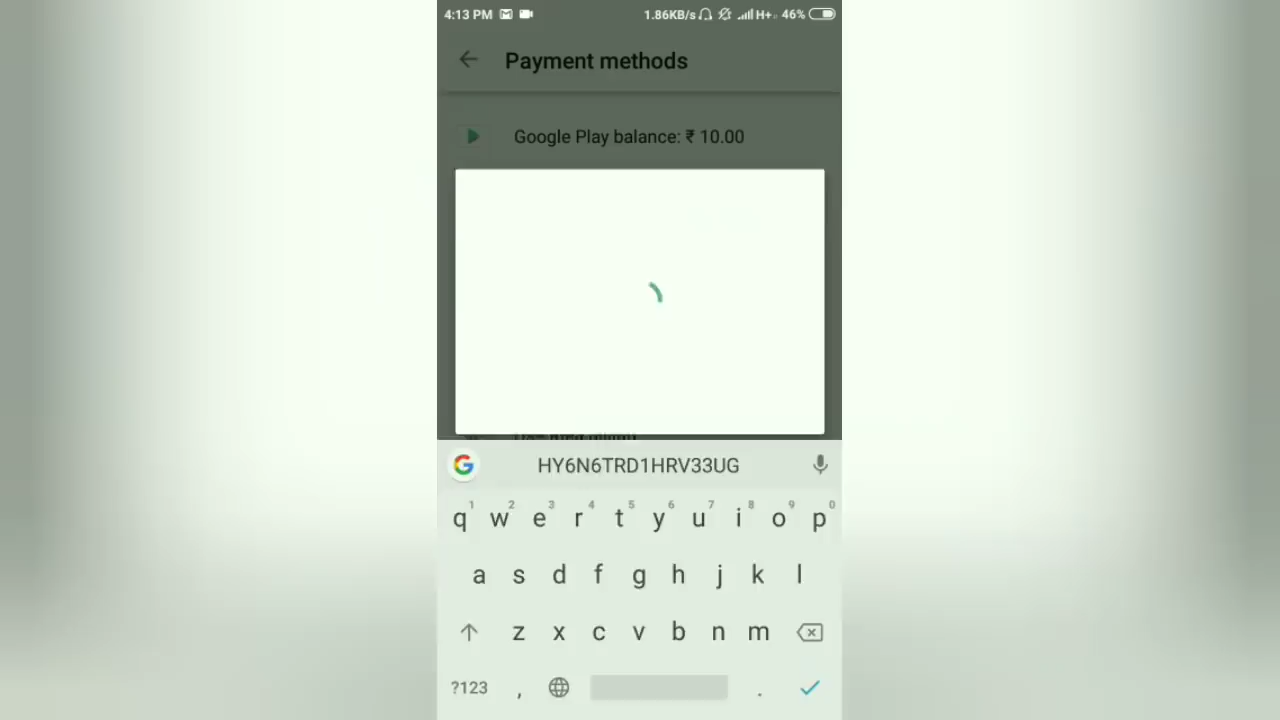 4:13 PM 1.86KB/s H+ 46%
Payment methods
Google Play balance: ₹ 10.00
HY6N6TRD1HRV33UG
1 2 3 4 5 6 7 8 9 0
q w e r t y u i o p
a s d f g h j k l
z x c v b n m
?123 , .